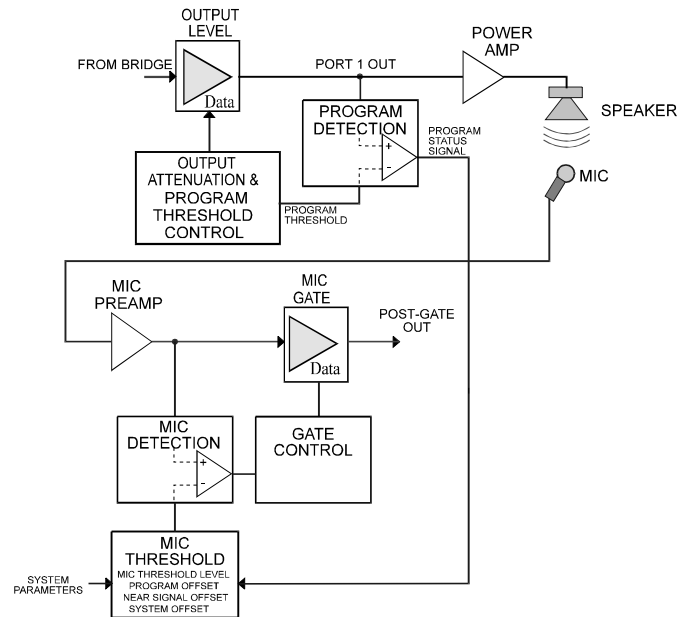 OUTPUT
LEVEL
FROM BRIDGE
Data
PORT 1 OUT
POWER
AMP
SPEAKER
PROGRAM
DETECTION
+
-
PROGRAM
STATUS
SIGNAL
OUTPUT
ATTENUATION &
PROGRAM
THRESHOLD
CONTROL
PROGRAM
THRESHOLD
MIC
MIC
PREAMP
MIC
GATE
Data
POST-GATE
OUT
MIC
DETECTION
+
-
GATE
CONTROL
MIC
THRESHOLD
MIC THRESHOLD LEVEL
PROGRAM OFFSET
NEAR SIGNAL OFFSET
SYSTEM OFFSET
SYSTEM
PARAMETERS